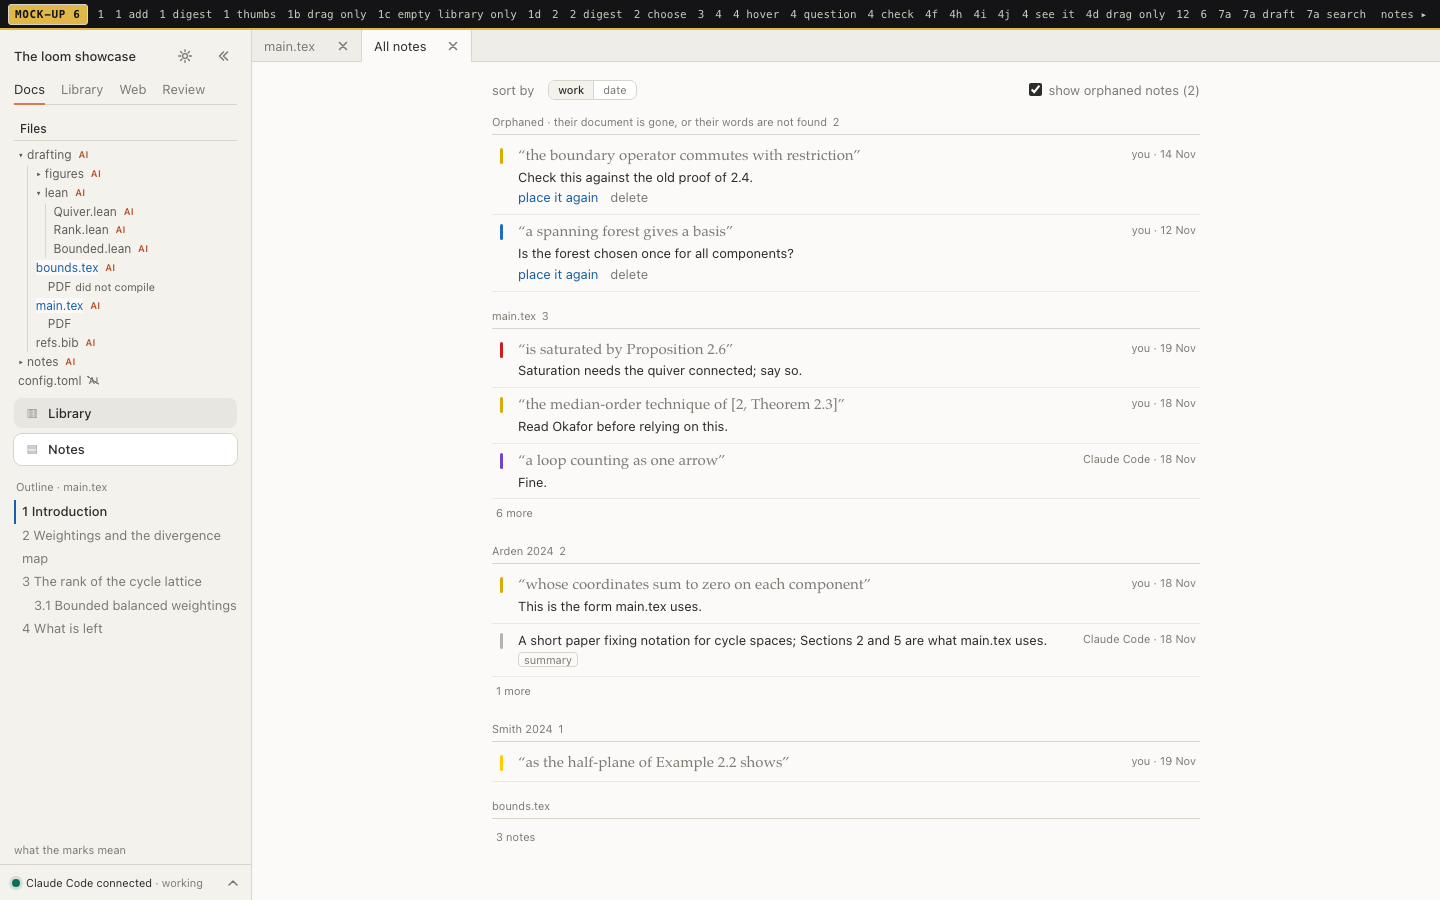 MOCK-UP 6 1 1 add 1 digest 1 thumbs 1b drag only 1c empty library only 1d 2 2 digest 2 choose 3 4 4 hover 4 question 4 check 4f 4h 4i 4j 4 see it 4d drag only 12 6 7a 7a draft 7a search notes ▸
The loom showcase
main.tex
All notes
Docs Library Web Review
sort by work date
show orphaned notes (2)
Files
▾ drafting AI
▸ figures AI
▾ lean AI
Quiver.lean AI
Rank.lean AI
Bounded.lean AI
bounds.tex AI
PDF did not compile
main.tex AI
PDF
refs.bib AI
▸ notes AI
config.toml AI
Library
Notes
Outline · main.tex
1 Introduction
2 Weightings and the divergence
map
3 The rank of the cycle lattice
3.1 Bounded balanced weightings
4 What is left
what the marks mean
Claude Code connected · working
Orphaned · their document is gone, or their words are not found 2
“the boundary operator commutes with restriction” you · 14 Nov
Check this against the old proof of 2.4.
place it again delete
“a spanning forest gives a basis” you · 12 Nov
Is the forest chosen once for all components?
place it again delete
main.tex 3
“is saturated by Proposition 2.6” you · 19 Nov
Saturation needs the quiver connected; say so.
“the median-order technique of [2, Theorem 2.3]” you · 18 Nov
Read Okafor before relying on this.
“a loop counting as one arrow” Claude Code · 18 Nov
Fine.
6 more
Arden 2024 2
“whose coordinates sum to zero on each component” you · 18 Nov
This is the form main.tex uses.
A short paper fixing notation for cycle spaces; Sections 2 and 5 are what main.tex uses. Claude Code · 18 Nov
summary
1 more
Smith 2024 1
“as the half-plane of Example 2.2 shows” you · 19 Nov
bounds.tex
3 notes